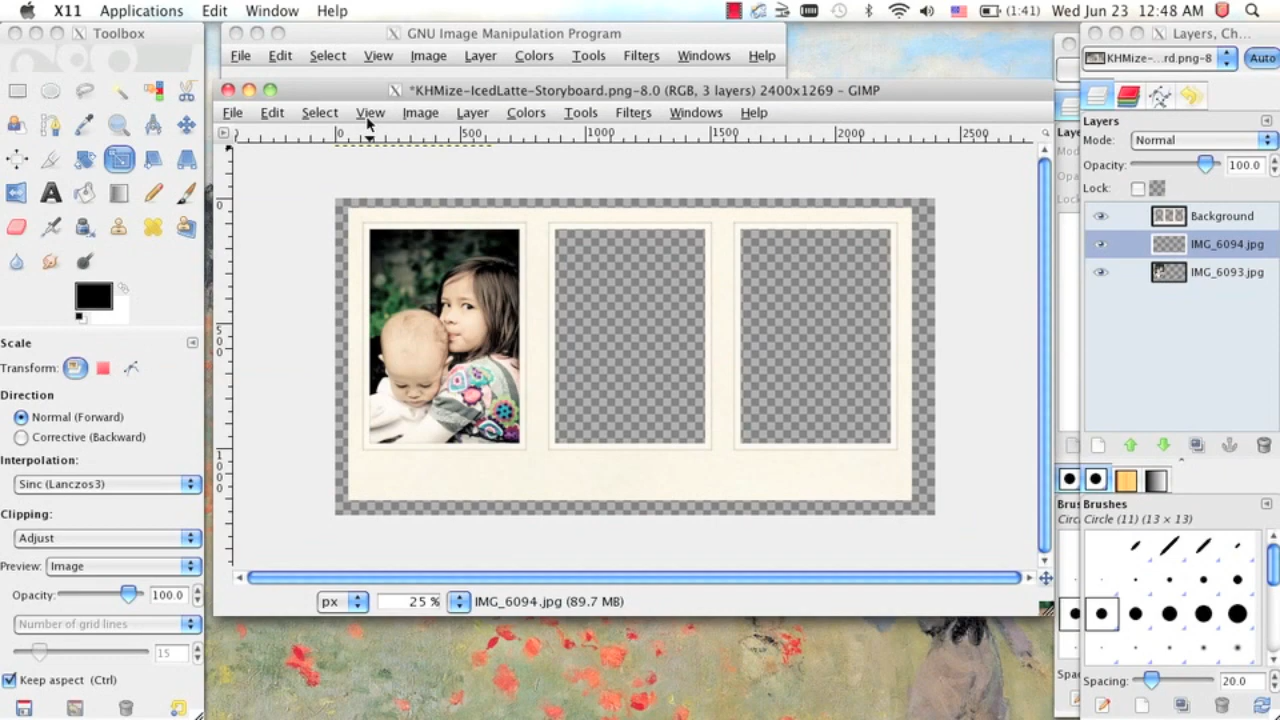 X11 Applications Edit Window Help
(1:41) Wed Jun 23 12:48 AM
Toolbox
GNU Image Manipulation Program
File Edit Select View Image Layer Colors Tools Filters Windows Help
*KHMize-IcedLatte-Storyboard.png-8.0 (RGB, 3 layers) 2400x1269 – GIMP
File Edit Select View Image Layer Colors Tools Filters Windows Help
0 500 1000 1500 2000 2500
0
500
1000
px 25 % IMG_6094.jpg (89.7 MB)
Scale
Transform:
Direction
Normal (Forward)
Corrective (Backward)
Interpolation:
Sinc (Lanczos3)
Clipping:
Adjust
Preview: Image
Opacity: 100.0
Number of grid lines
15
Keep aspect (Ctrl)
Layers, Ch...
KHMize-...rd.png-8 Auto
Layers
Mode: Normal
Opacity: 100.0
Lock:
Background
IMG_6094.jpg
IMG_6093.jpg
Brushes
Circle (11) (13 × 13)
Spacing: 20.0